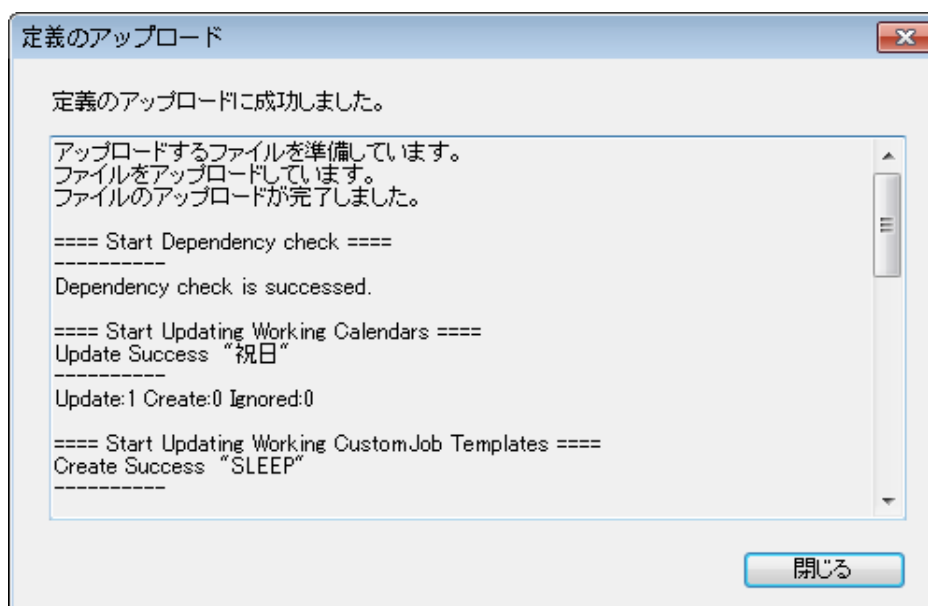 定義のアップロード
定義のアップロードに成功しました。
アップロードするファイルを準備しています。
ファイルをアップロードしています。
ファイルのアップロードが完了しました。
==== Start Dependency check ====
----------
Dependency check is successed.
==== Start Updating Working Calendars ====
Update Success "祝日"
----------
Update:1 Create:0 Ignored:0
==== Start Updating Working CustomJob Templates ====
Create Success "SLEEP"
----------
閉じる